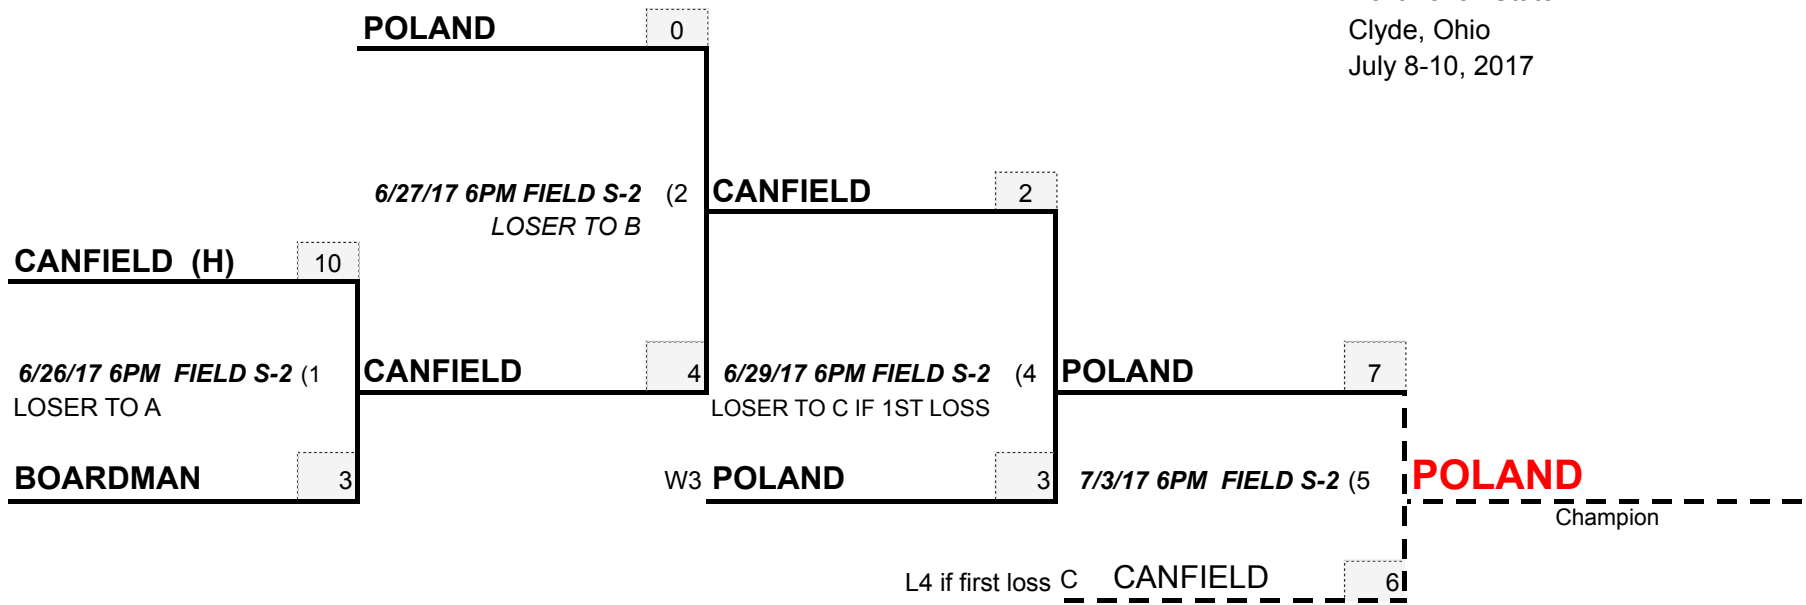 POLAND 0
Clyde, Ohio
July 8-10, 2017
6/27/17 6PM FIELD S-2 (2
LOSER TO B
CANFIELD 2
CANFIELD (H) 10
6/26/17 6PM FIELD S-2 (1
LOSER TO A
CANFIELD 4
6/29/17 6PM FIELD S-2 (4
LOSER TO C IF 1ST LOSS
POLAND 7
BOARDMAN 3
W3 POLAND 3
7/3/17 6PM FIELD S-2 (5
POLAND
Champion
L4 if first loss C CANFIELD 6